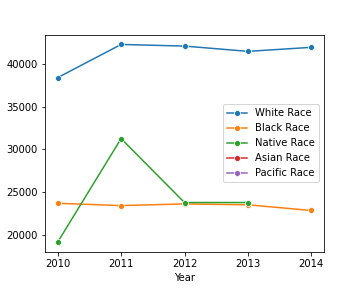 40000
35000
30000
25000
20000
White Race
Black Race
Native Race
Asian Race
Pacific Race
2010 2011 2012 2013 2014
Year